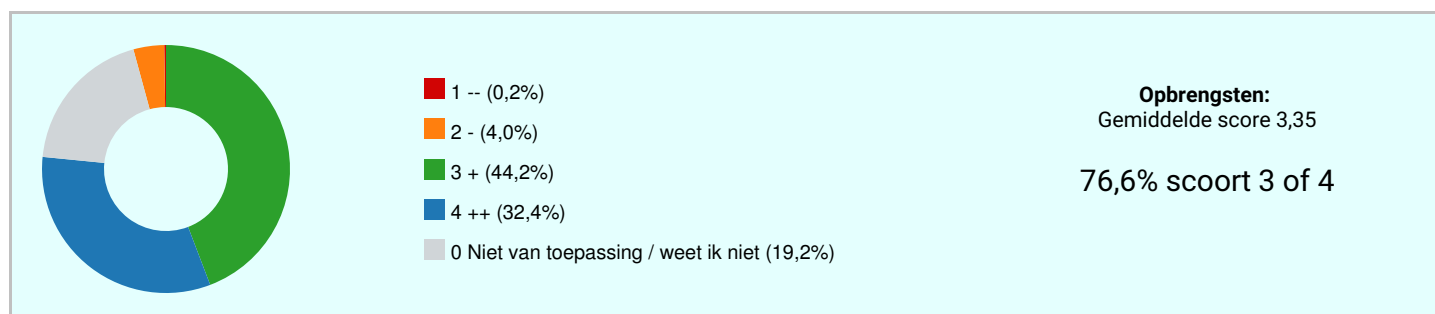 1 -- (0,2%)
2 - (4,0%)
3 + (44,2%)
4 ++ (32,4%)
0 Niet van toepassing / weet ik niet (19,2%)
Opbrengsten:
Gemiddelde score 3,35
76,6% scoort 3 of 4